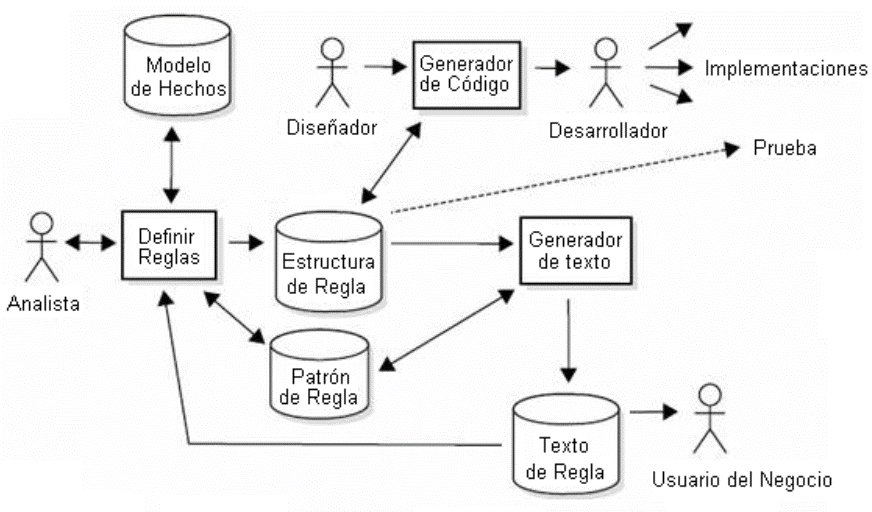 Modelo
de Hechos
Diseñador
Generador
de Código
Desarrollador
Implementaciones
Prueba
Analista
Definir
Reglas
Estructura
de Regla
Generador
de texto
Patrón
de Regla
Texto
de Regla
Usuario del Negocio